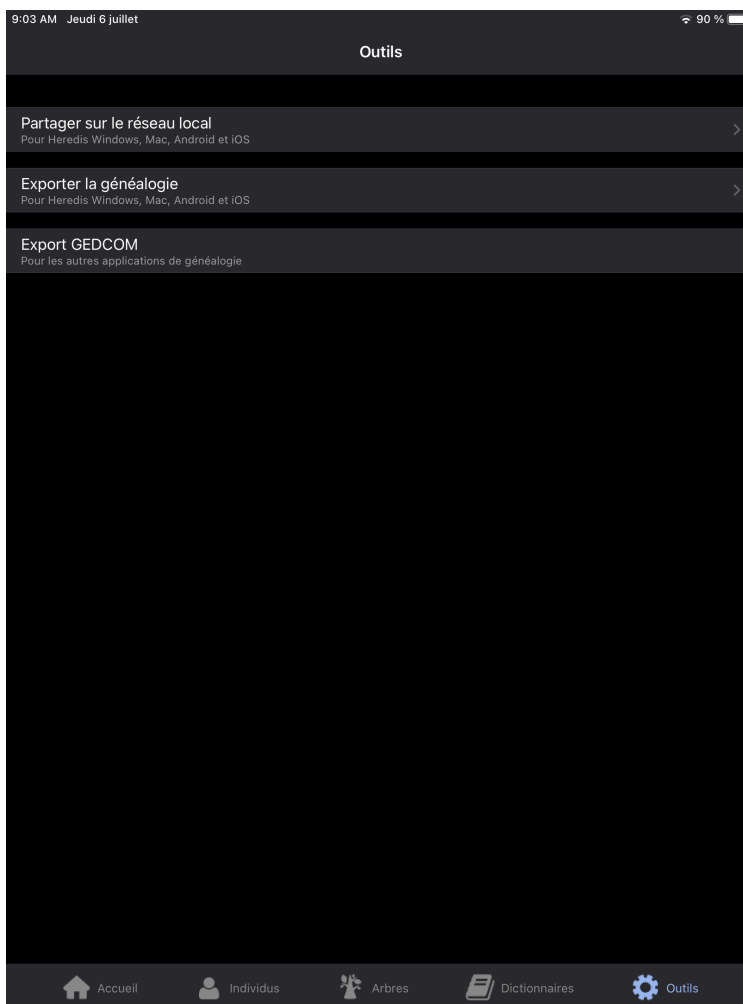 9:03 AM Jeudi 6 juillet 90 %
Outils
Partager sur le réseau local
Pour Heredis Windows, Mac, Android et iOS
Exporter la généalogie
Pour Heredis Windows, Mac, Android et iOS
Export GEDCOM
Pour les autres applications de généalogie
Accueil Individus Arbres Dictionnaires Outils